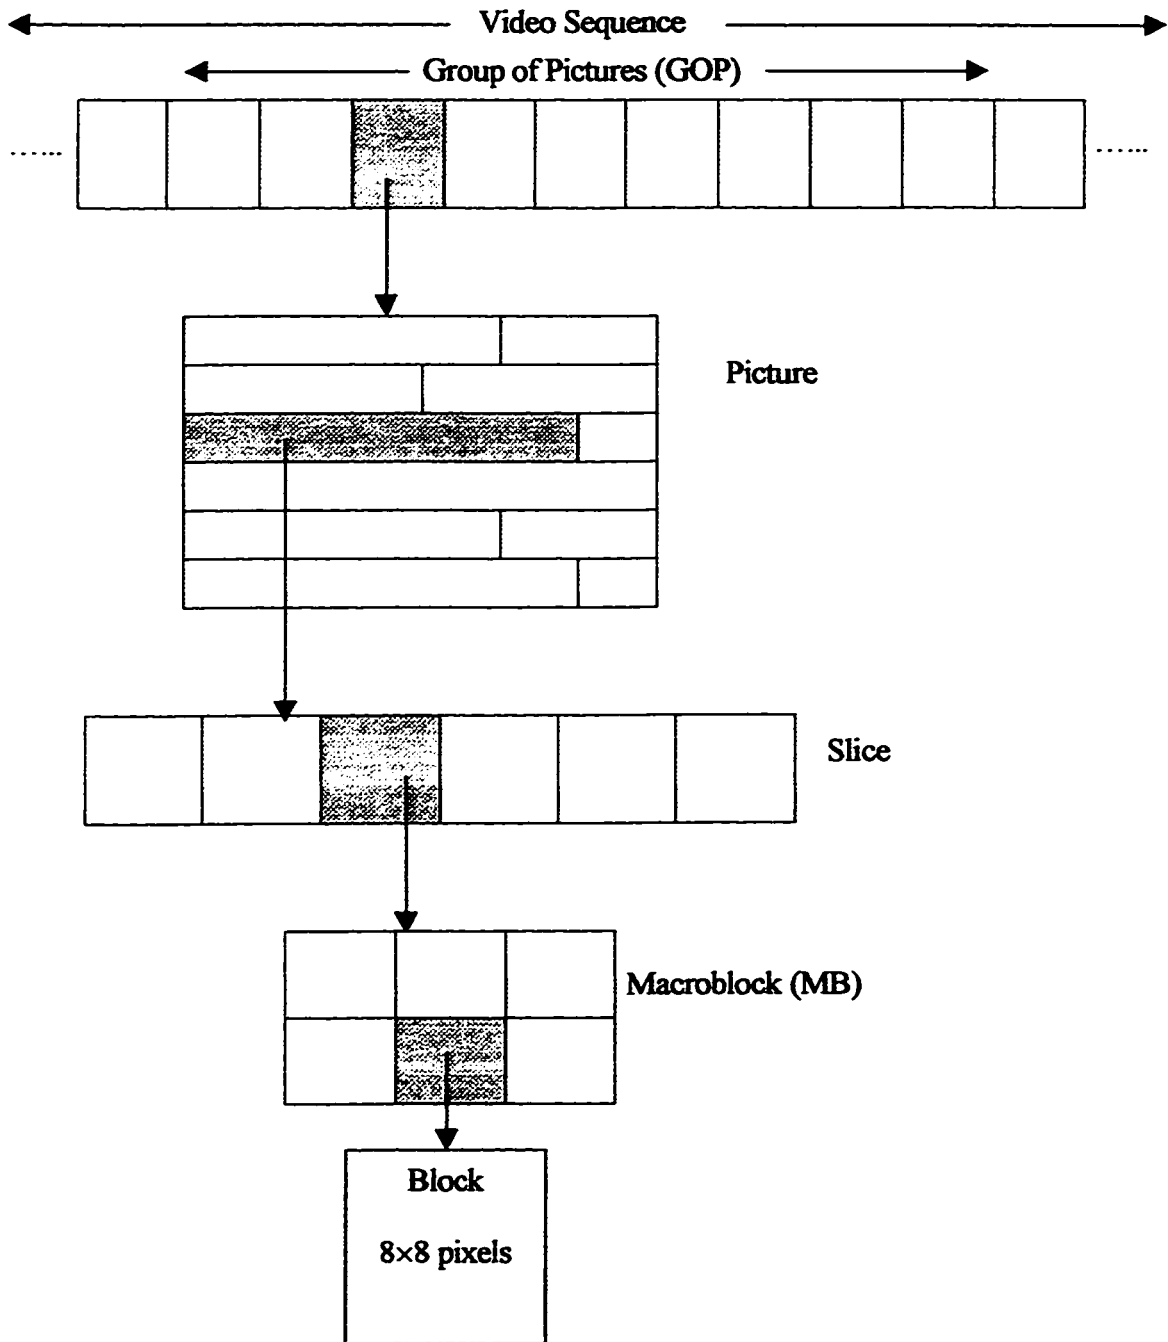 Video Sequence
Group of Pictures (GOP)
...... ......
Picture
Slice
Macroblock (MB)
Block
8×8 pixels